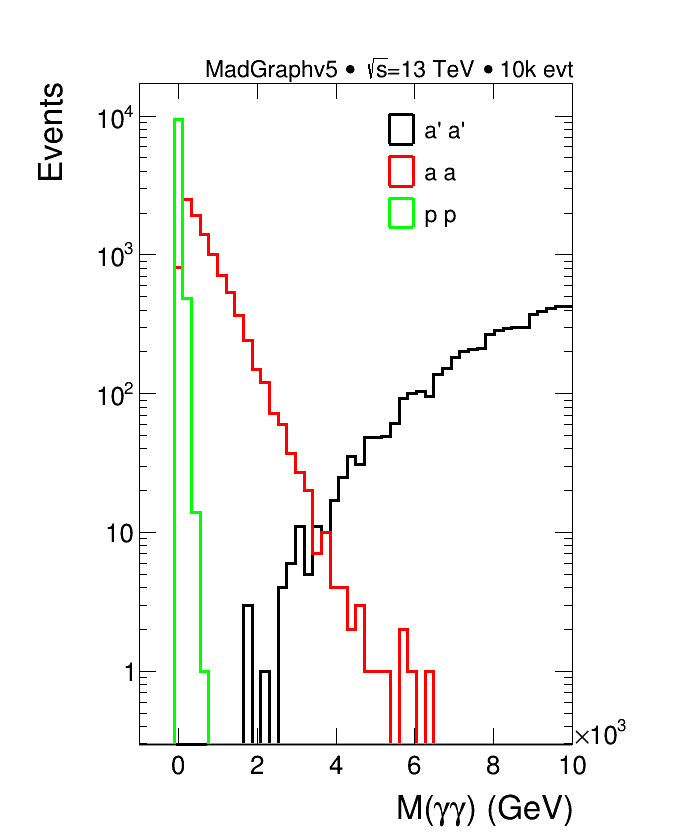 MadGraphv5 • √s=13 TeV • 10k evt
Events
a' a'
a a
p p
10⁴
10³
10²
10
1
0 2 4 6 8 10
×10³
M(γγ) (GeV)